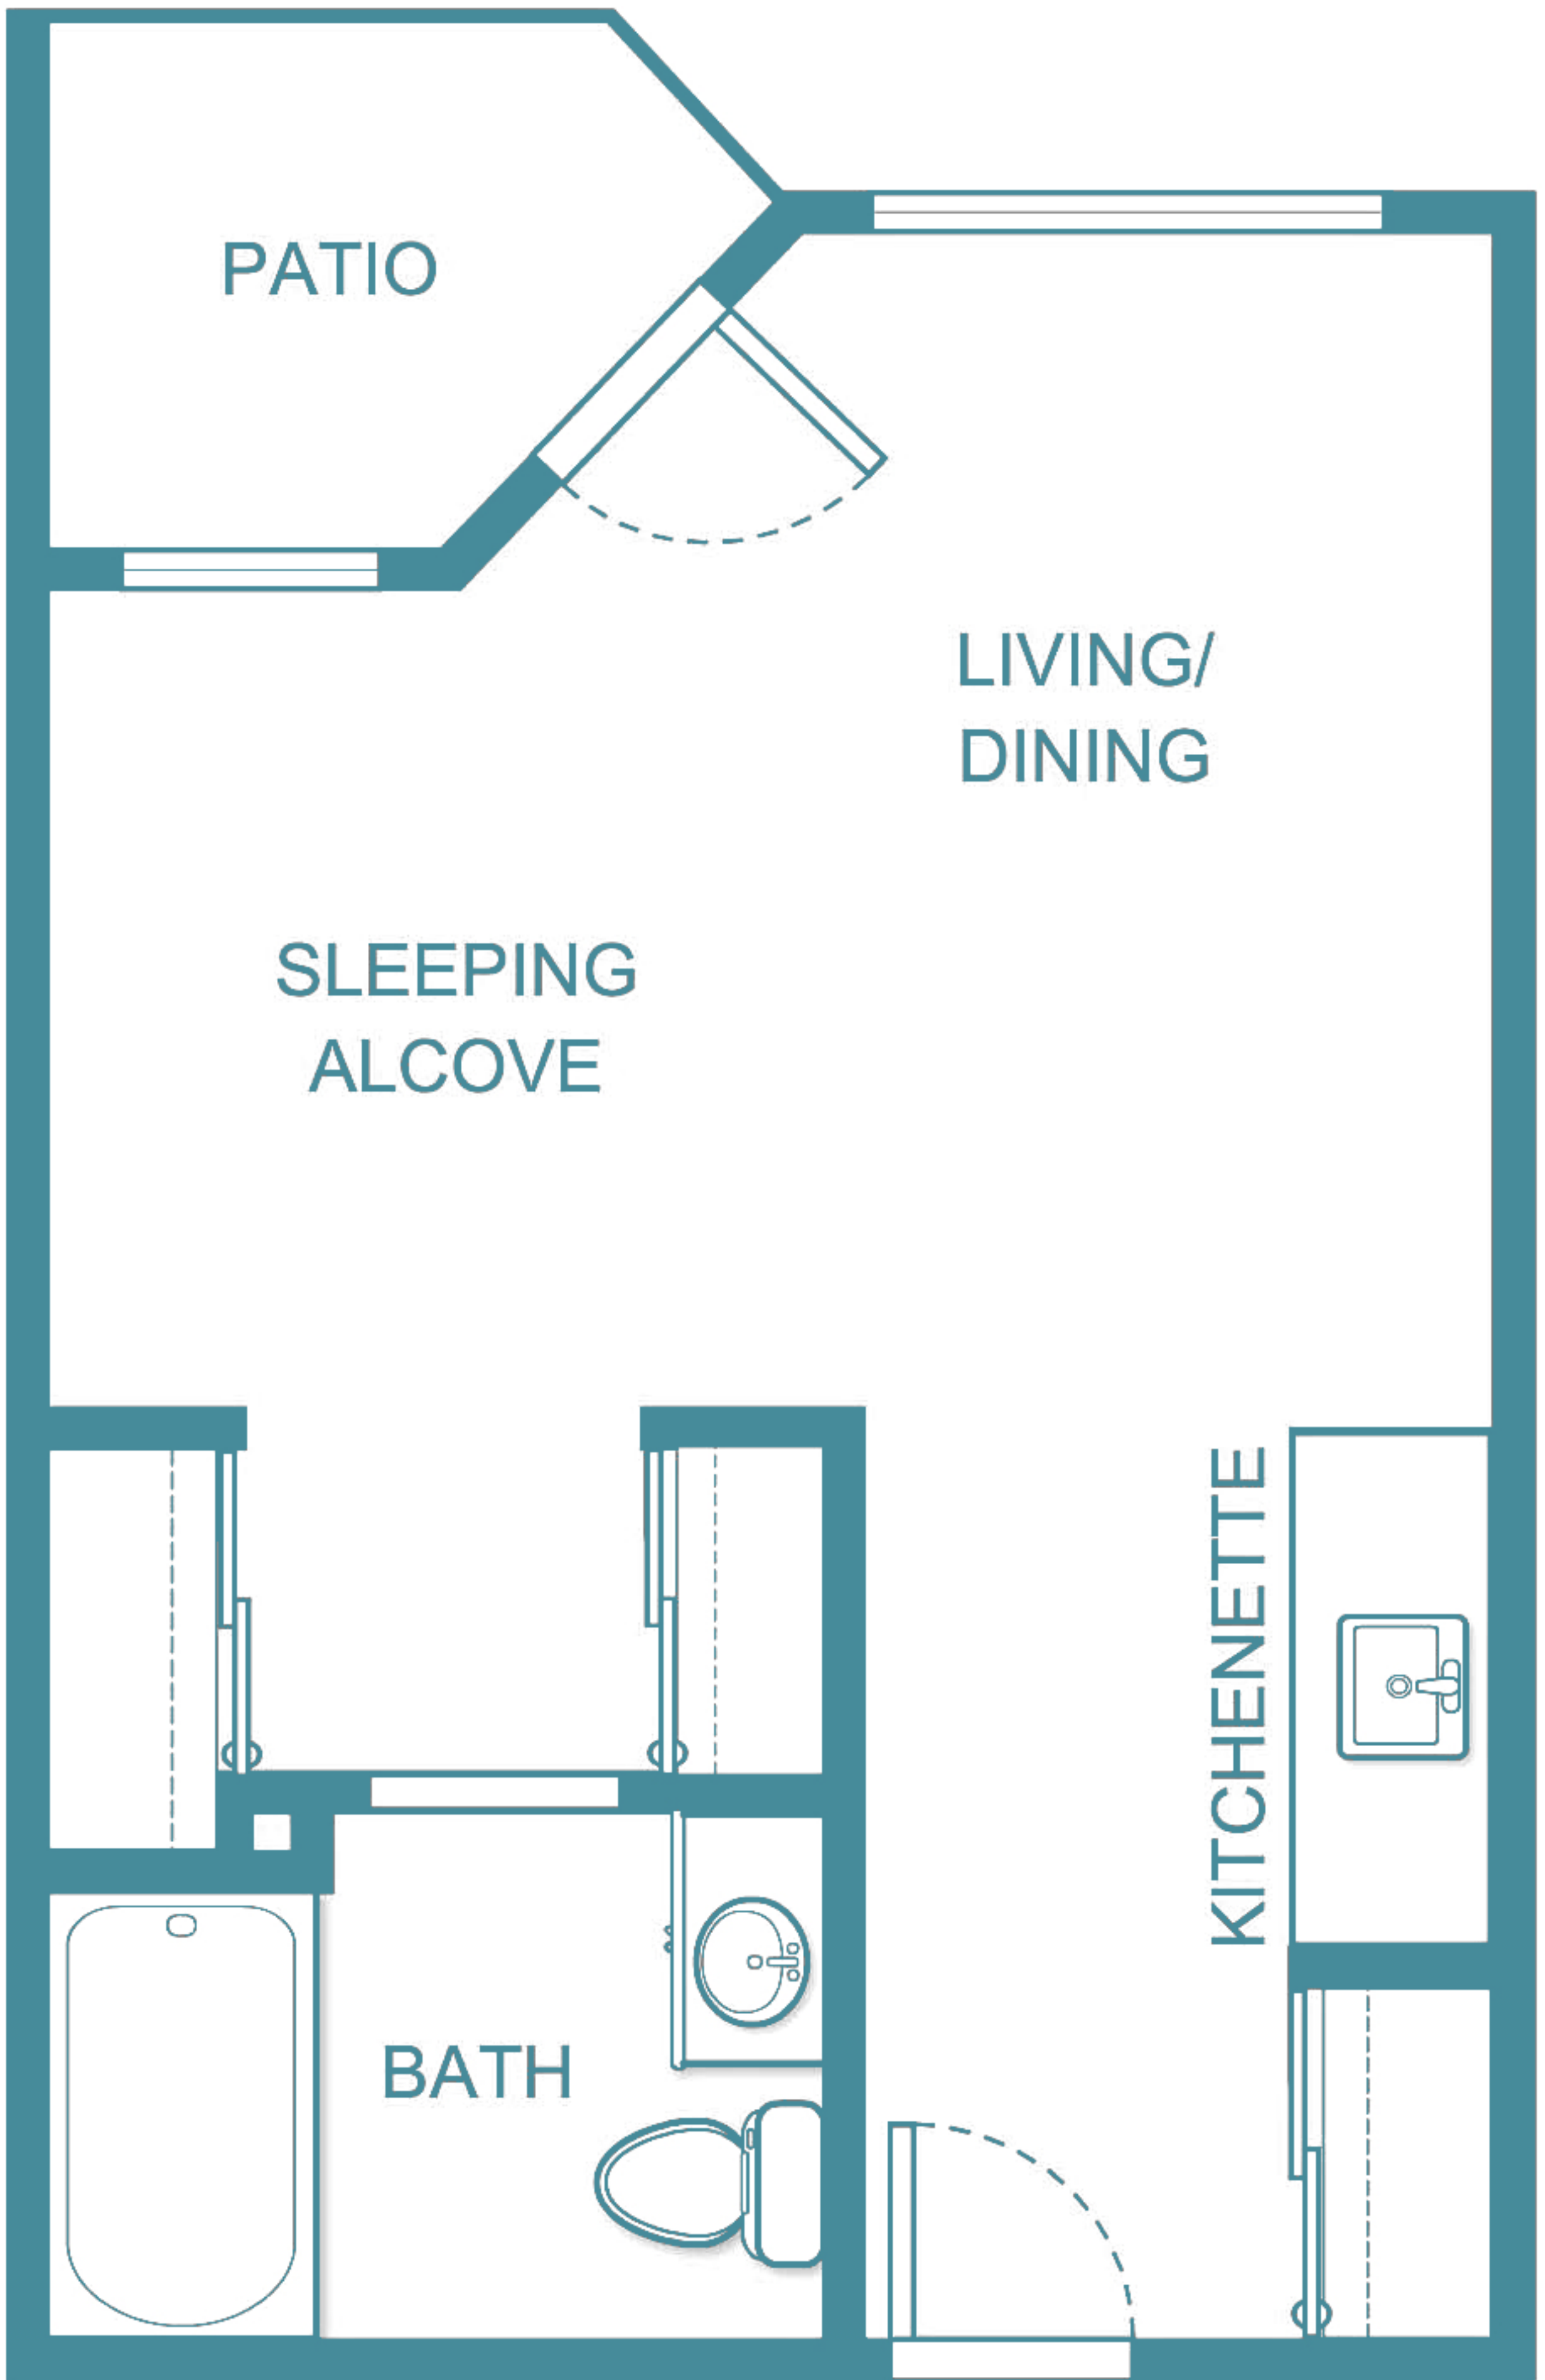 PATIO
LIVING/
DINING
SLEEPING
ALCOVE
KITCHENETTE
BATH